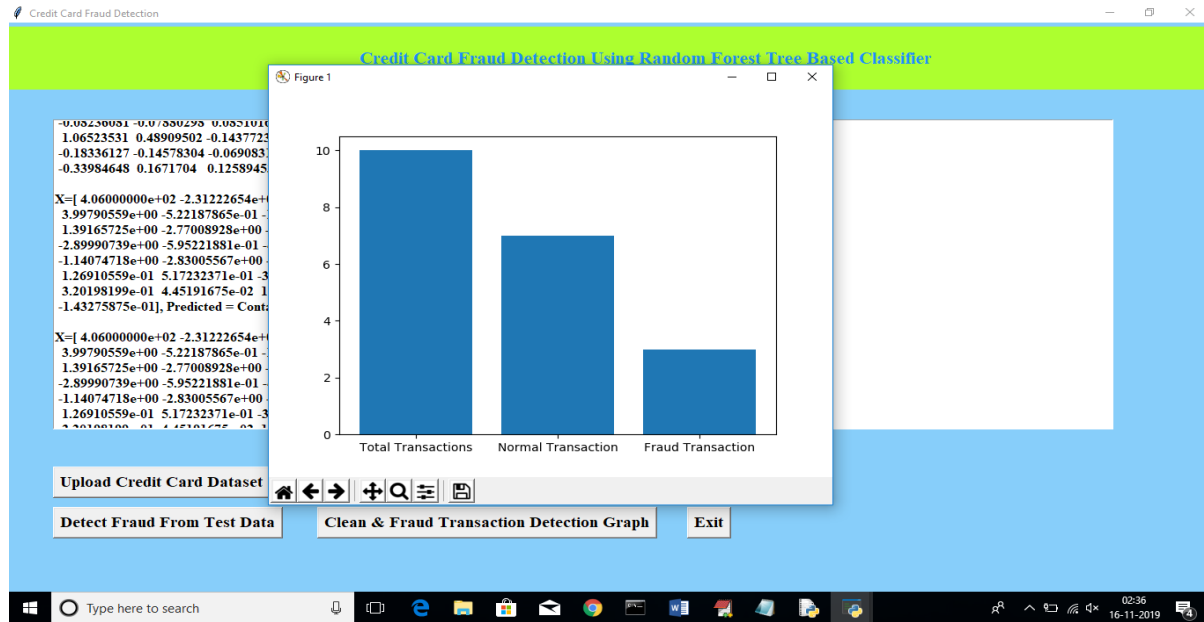 Credit Card Fraud Detection
Credit Card Fraud Detection Using Random Forest Tree Based Classifier
Figure 1
-0.08236081 -0.07880298 0.0851016
1.06523531 0.48909502 -0.1437723
-0.18336127 -0.14578304 -0.069083
-0.33984648 0.1671704 0.1258945
X=[ 4.06000000e+02 -2.31222654e+
3.99790559e+00 -5.22187865e-01 -
1.39165725e+00 -2.77008928e+00 -
-2.89990739e+00 -5.95221881e-01 -
-1.14074718e+00 -2.83005567e+00 -
1.26910559e-01 5.17232371e-01 -3
3.20198199e-01 4.45191675e-02 1
-1.43275875e-01], Predicted = Conta
X=[ 4.06000000e+02 -2.31222654e+
3.99790559e+00 -5.22187865e-01 -
1.39165725e+00 -2.77008928e+00 -
-2.89990739e+00 -5.95221881e-01 -
-1.14074718e+00 -2.83005567e+00 -
1.26910559e-01 5.17232371e-01 -3
10
8
6
4
2
0
Total Transactions Normal Transaction Fraud Transaction
Upload Credit Card Dataset
Detect Fraud From Test Data Clean & Fraud Transaction Detection Graph Exit
Type here to search
02:36
16-11-2019
4